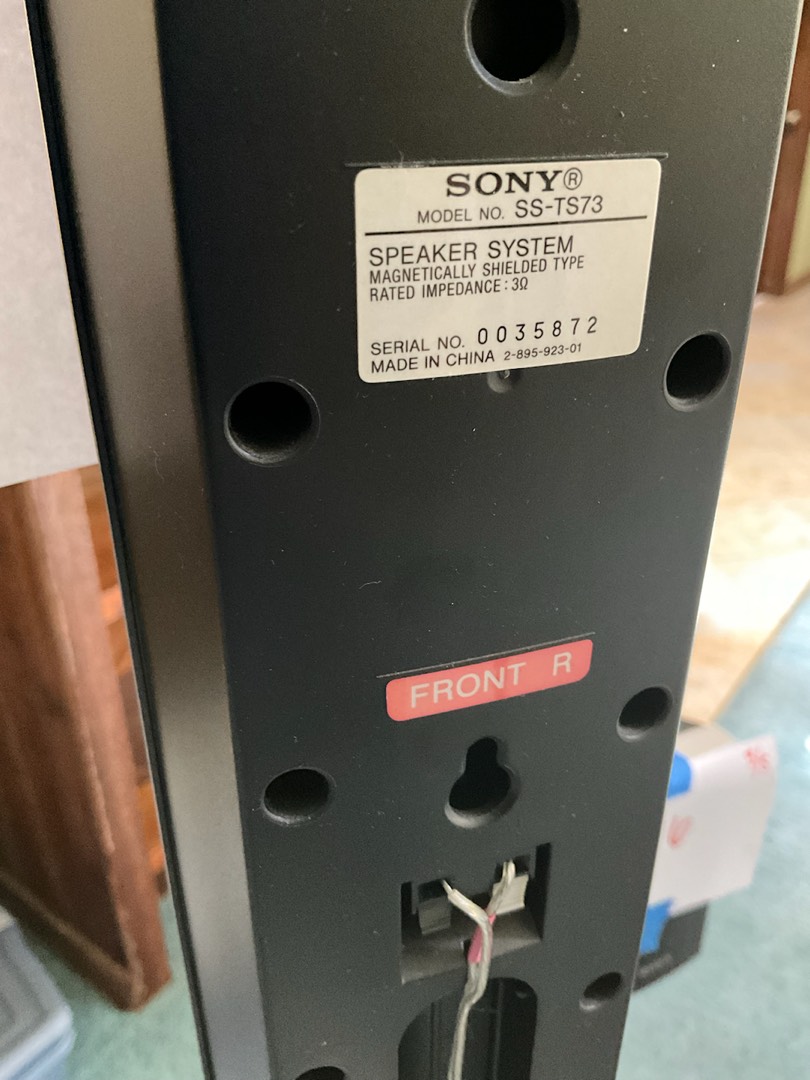 SONY®
MODEL NO. SS-TS73
SPEAKER SYSTEM
MAGNETICALLY SHIELDED TYPE
RATED IMPEDANCE : 3Ω
SERIAL NO. 0035872
MADE IN CHINA 2-895-923-01
FRONT R